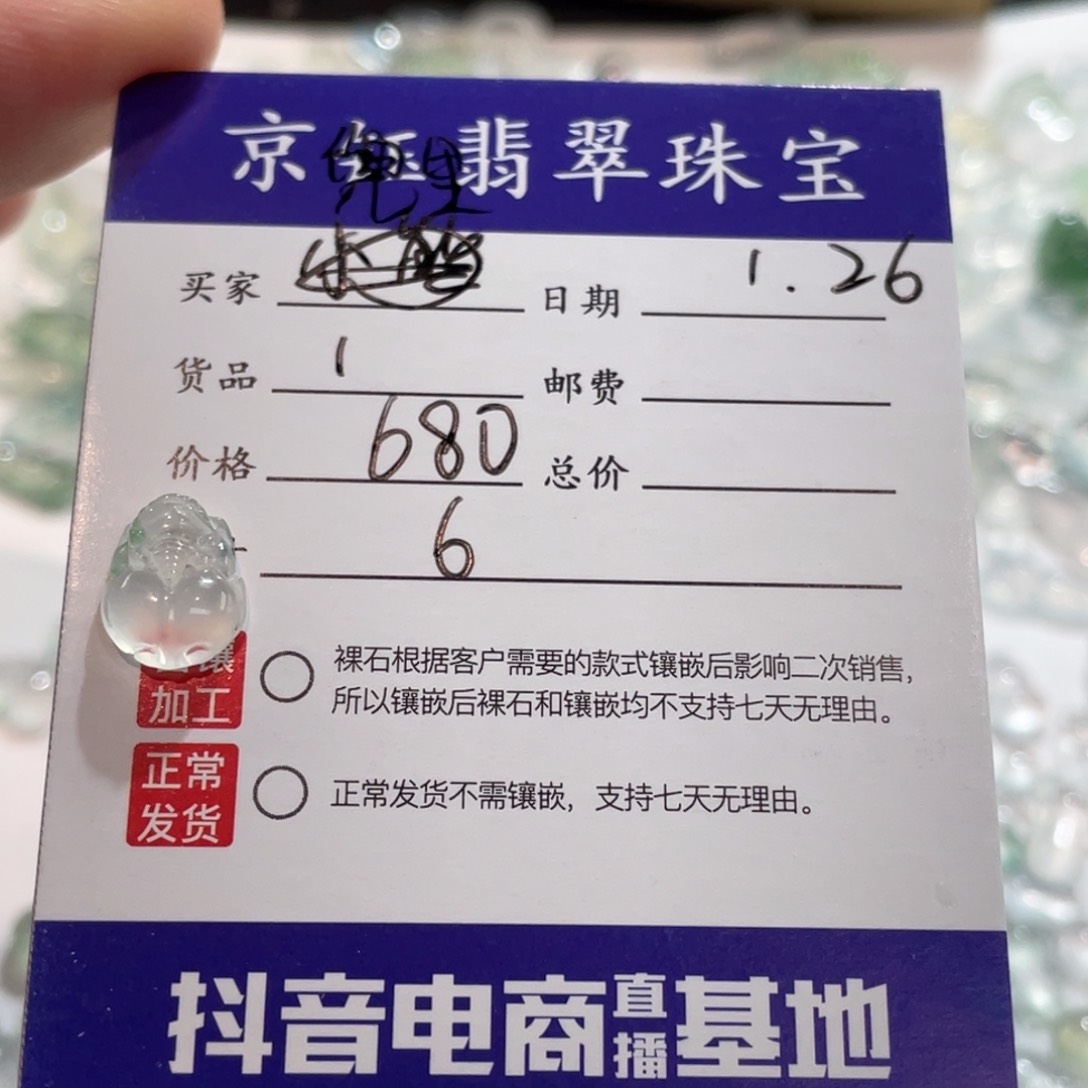 京钰翡翠珠宝
买家 日期 1.26
货品 1 邮费
价格 680 总价
6
镶
加工
裸石根据客户需要的款式镶嵌后影响二次销售，
所以镶嵌后裸石和镶嵌均不支持七天无理由。
正常
发货
正常发货不需镶嵌，支持七天无理由。
抖音电商直播基地